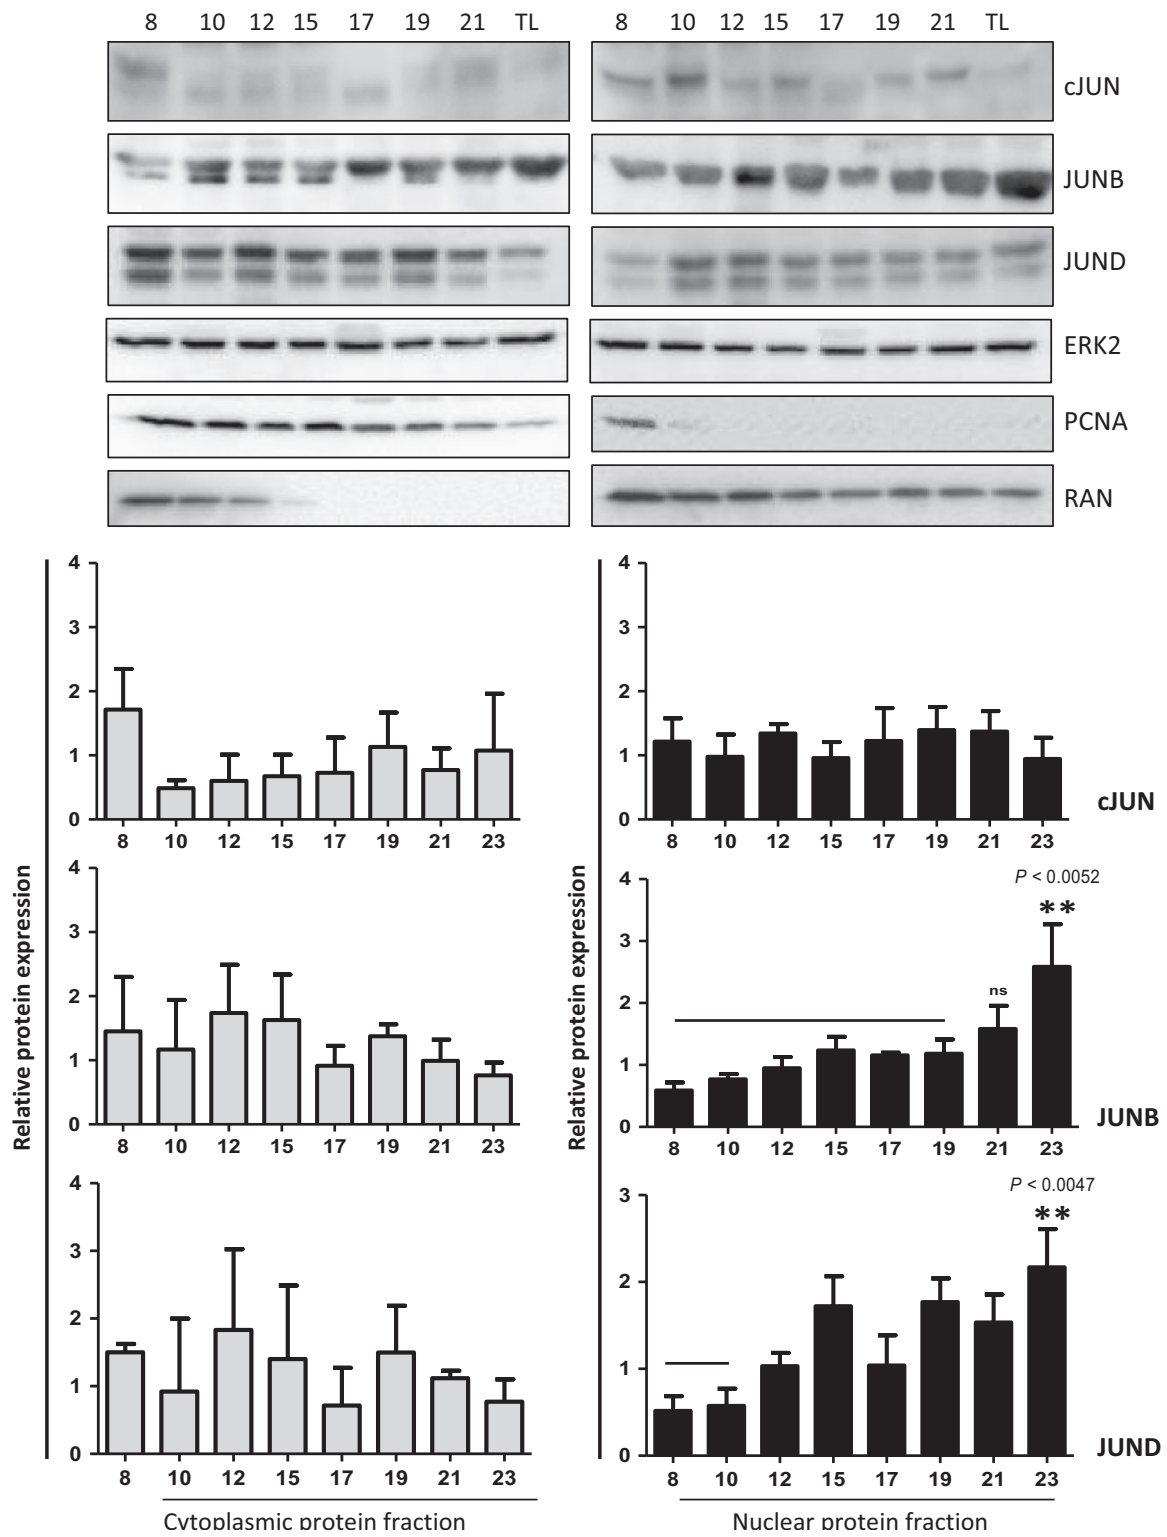 8 10 12 15 17 19 21 TL
8 10 12 15 17 19 21 TL
cJUN
JUNB
JUND
ERK2
PCNA
RAN
Relative protein expression
4
3
2
1
0
8 10 12 15 17 19 21 23
4
3
2
1
0
8 10 12 15 17 19 21 23
4
3
2
1
0
8 10 12 15 17 19 21 23
Cytoplasmic protein fraction
Relative protein expression
4
3
2
1
0
8 10 12 15 17 19 21 23
cJUN
P < 0.0052
**
ns
4
3
2
1
0
8 10 12 15 17 19 21 23
JUNB
P < 0.0047
**
3
2
1
0
8 10 12 15 17 19 21 23
JUND
Nuclear protein fraction